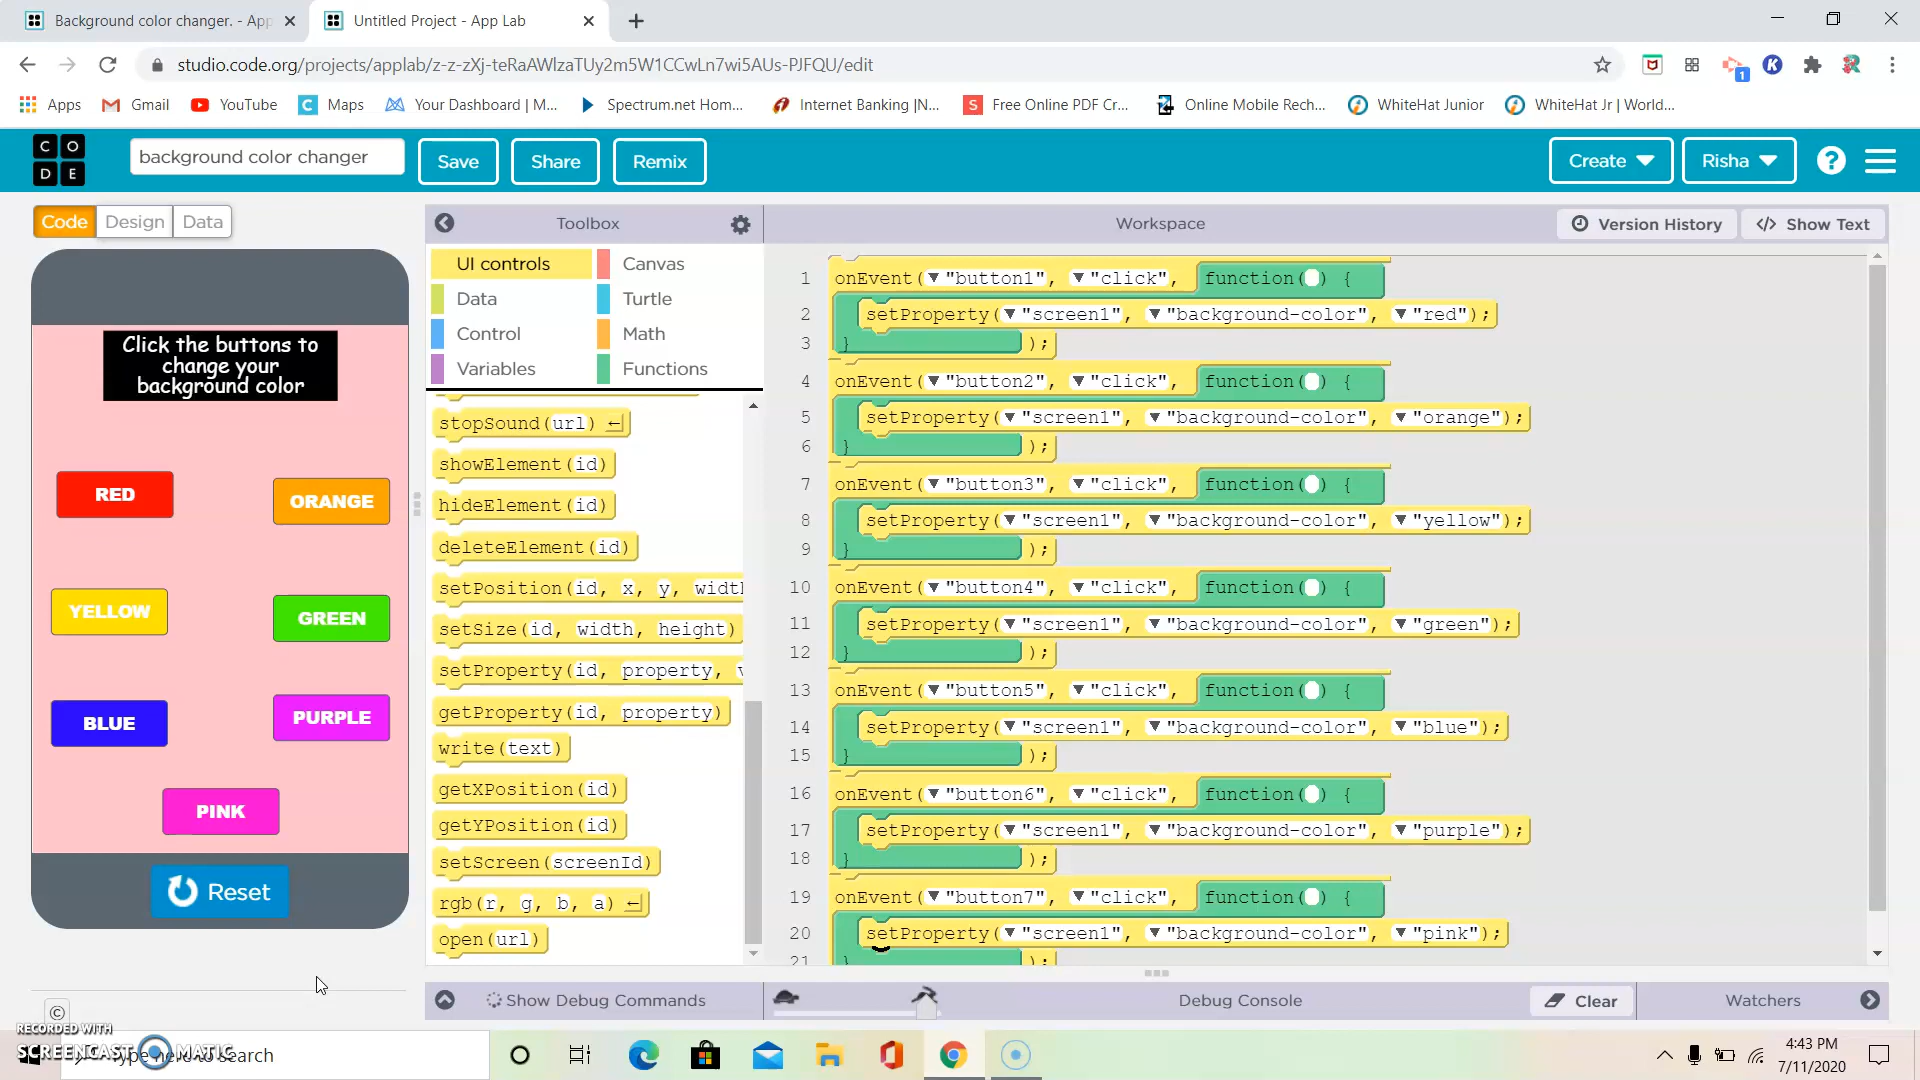 Background color changer. - App
Untitled Project - App Lab
studio.code.org/projects/applab/z-z-zXj-teRaAWlzaTUy2m5W1CCwLn7wi5AUs-PJFQU/edit
1
K
Apps
Gmail
YouTube
C
Maps
Your Dashboard | M...
Spectrum.net Hom...
Internet Banking |N...
S
Free Online PDF Cr...
Online Mobile Rech...
WhiteHat Junior
WhiteHat Jr | World...
C O
D E
background color changer
Save
Share
Remix
Create
Risha
?
Code
Design
Data
Toolbox
Workspace
Version History
</> Show Text
Click the buttons to
change your
background color
RED
ORANGE
YELLOW
GREEN
BLUE
PURPLE
PINK
Reset
UI controls
Canvas
Data
Turtle
Control
Math
Variables
Functions
stopSound(url)
showElement(id)
hideElement(id)
deleteElement(id)
setPosition(id, x, y, width
setSize(id, width, height)
setProperty(id, property, v
getProperty(id, property)
write(text)
getXPosition(id)
getYPosition(id)
setScreen(screenId)
rgb(r, g, b, a)
open(url)
1 onEvent(▼"button1", ▼"click", function() {
2 setProperty(▼"screen1", ▼"background-color", ▼"red");
3 } );
4 onEvent(▼"button2", ▼"click", function() {
5 setProperty(▼"screen1", ▼"background-color", ▼"orange");
6 } );
7 onEvent(▼"button3", ▼"click", function() {
8 setProperty(▼"screen1", ▼"background-color", ▼"yellow");
9 } );
10 onEvent(▼"button4", ▼"click", function() {
11 setProperty(▼"screen1", ▼"background-color", ▼"green");
12 } );
13 onEvent(▼"button5", ▼"click", function() {
14 setProperty(▼"screen1", ▼"background-color", ▼"blue");
15 } );
16 onEvent(▼"button6", ▼"click", function() {
17 setProperty(▼"screen1", ▼"background-color", ▼"purple");
18 } );
19 onEvent(▼"button7", ▼"click", function() {
20 setProperty(▼"screen1", ▼"background-color", ▼"pink");
21 } );
Show Debug Commands
Debug Console
Clear
Watchers
©
RECORDED WITH
SCREENCAST MATIC
Type here to search
4:43 PM
7/11/2020